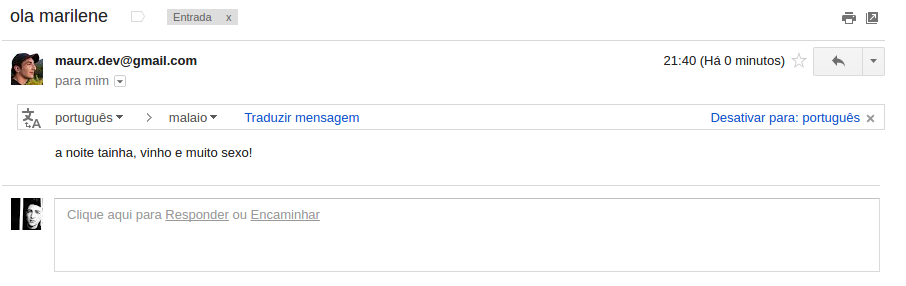 ola marilene Entrada x
maurx.dev@gmail.com 21:40 (Há 0 minutos)
para mim
português malaio Traduzir mensagem Desativar para: português
a noite tainha, vinho e muito sexo!
Clique aqui para Responder ou Encaminhar